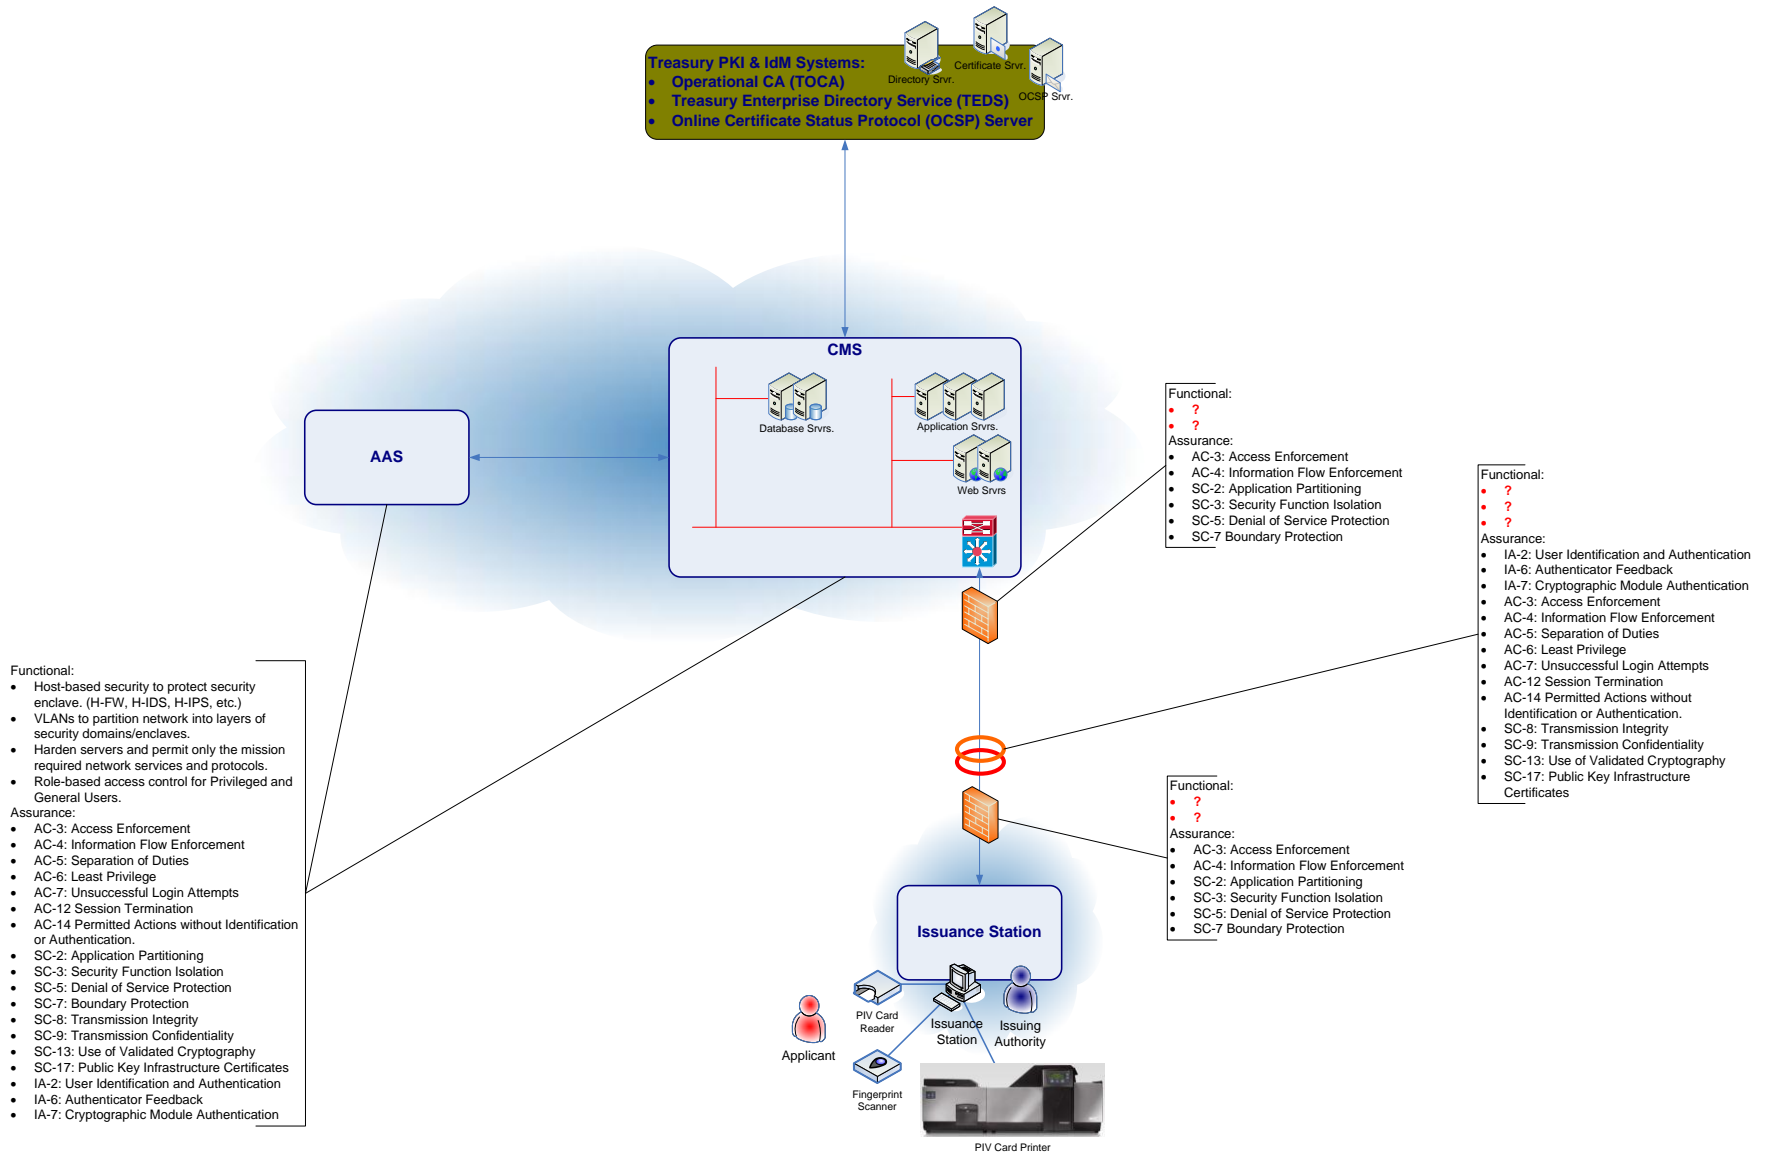 Treasury PKI & IdM Systems:
• Operational CA (TOCA)
• Treasury Enterprise Directory Service (TEDS)
• Online Certificate Status Protocol (OCSP) Server
Directory Srvr.
Certificate Srvr.
OCSP Srvr.
CMS
Database Srvrs.
Application Srvrs.
Web Srvrs
AAS
Functional:
• ?
• ?
Assurance:
• AC-3: Access Enforcement
• AC-4: Information Flow Enforcement
• SC-2: Application Partitioning
• SC-3: Security Function Isolation
• SC-5: Denial of Service Protection
• SC-7 Boundary Protection
Functional:
• ?
• ?
• ?
Assurance:
• IA-2: User Identification and Authentication
• IA-6: Authenticator Feedback
• IA-7: Cryptographic Module Authentication
• AC-3: Access Enforcement
• AC-4: Information Flow Enforcement
• AC-5: Separation of Duties
• AC-6: Least Privilege
• AC-7: Unsuccessful Login Attempts
• AC-12 Session Termination
• AC-14 Permitted Actions without
Identification or Authentication.
• SC-8: Transmission Integrity
• SC-9: Transmission Confidentiality
• SC-13: Use of Validated Cryptography
• SC-17: Public Key Infrastructure
Certificates
Functional:
• Host-based security to protect security
enclave. (H-FW, H-IDS, H-IPS, etc.)
• VLANs to partition network into layers of
security domains/enclaves.
• Harden servers and permit only the mission
required network services and protocols.
• Role-based access control for Privileged and
General Users.
Assurance:
• AC-3: Access Enforcement
• AC-4: Information Flow Enforcement
• AC-5: Separation of Duties
• AC-6: Least Privilege
• AC-7: Unsuccessful Login Attempts
• AC-12 Session Termination
• AC-14 Permitted Actions without Identification
or Authentication.
• SC-2: Application Partitioning
• SC-3: Security Function Isolation
• SC-5: Denial of Service Protection
• SC-7: Boundary Protection
• SC-8: Transmission Integrity
• SC-9: Transmission Confidentiality
• SC-13: Use of Validated Cryptography
• SC-17: Public Key Infrastructure Certificates
• IA-2: User Identification and Authentication
• IA-6: Authenticator Feedback
• IA-7: Cryptographic Module Authentication
Functional:
• ?
• ?
Assurance:
• AC-3: Access Enforcement
• AC-4: Information Flow Enforcement
• SC-2: Application Partitioning
• SC-3: Security Function Isolation
• SC-5: Denial of Service Protection
• SC-7 Boundary Protection
Issuance Station
PIV Card
Reader
Issuance
Station
Issuing
Authority
Applicant
Fingerprint
Scanner
PIV Card Printer